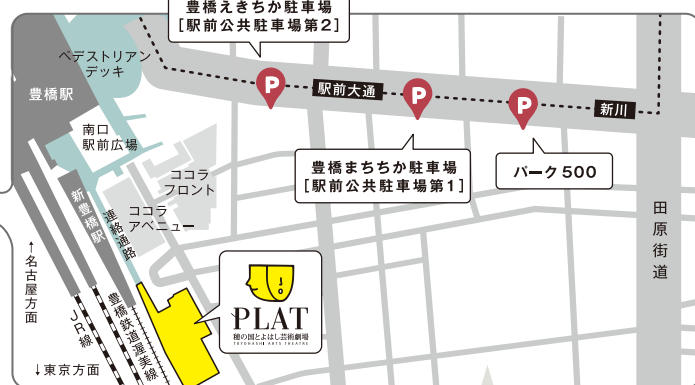 豊橋えきちか駐車場
［駅前公共駐車場第2］
ペデストリアン
デッキ
豊橋駅
P
駅前大通
P
P
新川
南口
駅前広場
豊橋まちちか駐車場
［駅前公共駐車場第1］
パーク500
ココラ
フロント
新豊橋駅
連絡通路
ココラ
アベニュー
田原街道
↑名古屋方面
JR線
豊橋鉄道渥美線
PLAT
穂の国とよはし芸術劇場
TOYOHASHI ARTS THEATRE
↓東京方面